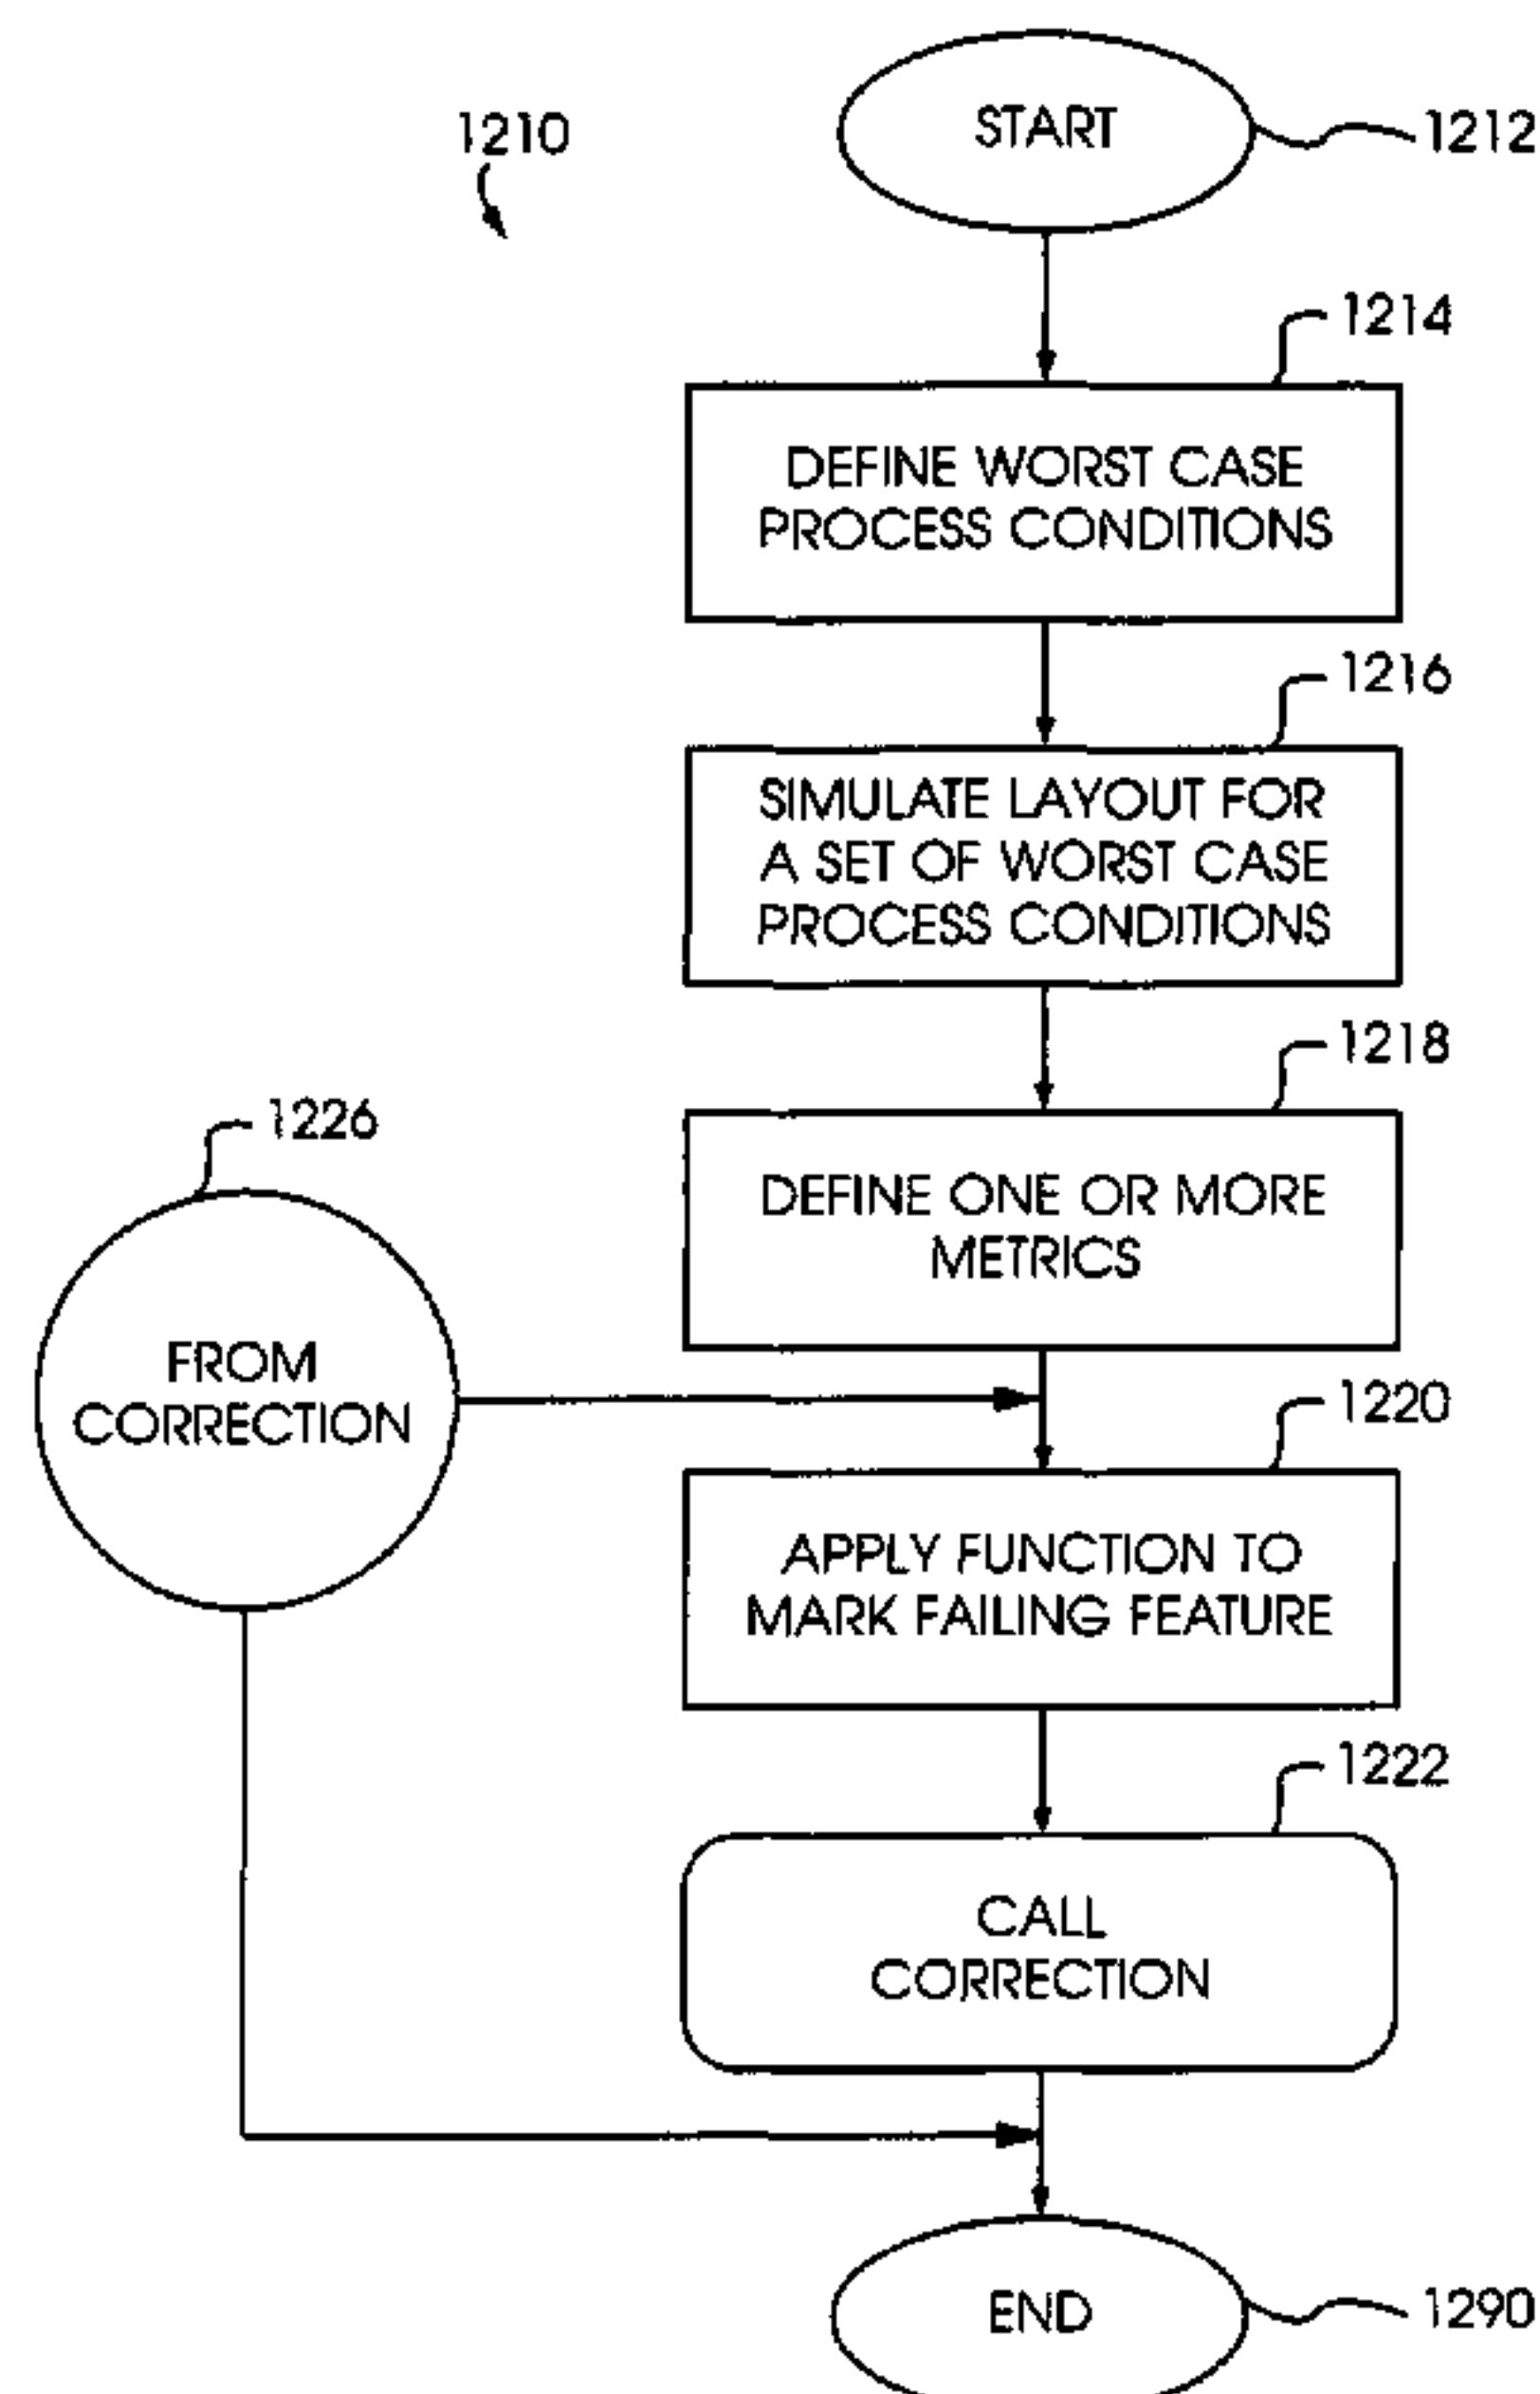 1210
START
1212
1214
DEFINE WORST CASE
PROCESS CONDITIONS
1216
SIMULATE LAYOUT FOR
A SET OF WORST CASE
PROCESS CONDITIONS
1218
DEFINE ONE OR MORE
METRICS
1226
FROM
CORRECTION
1220
APPLY FUNCTION TO
MARK FAILING FEATURE
1222
CALL
CORRECTION
END
1290